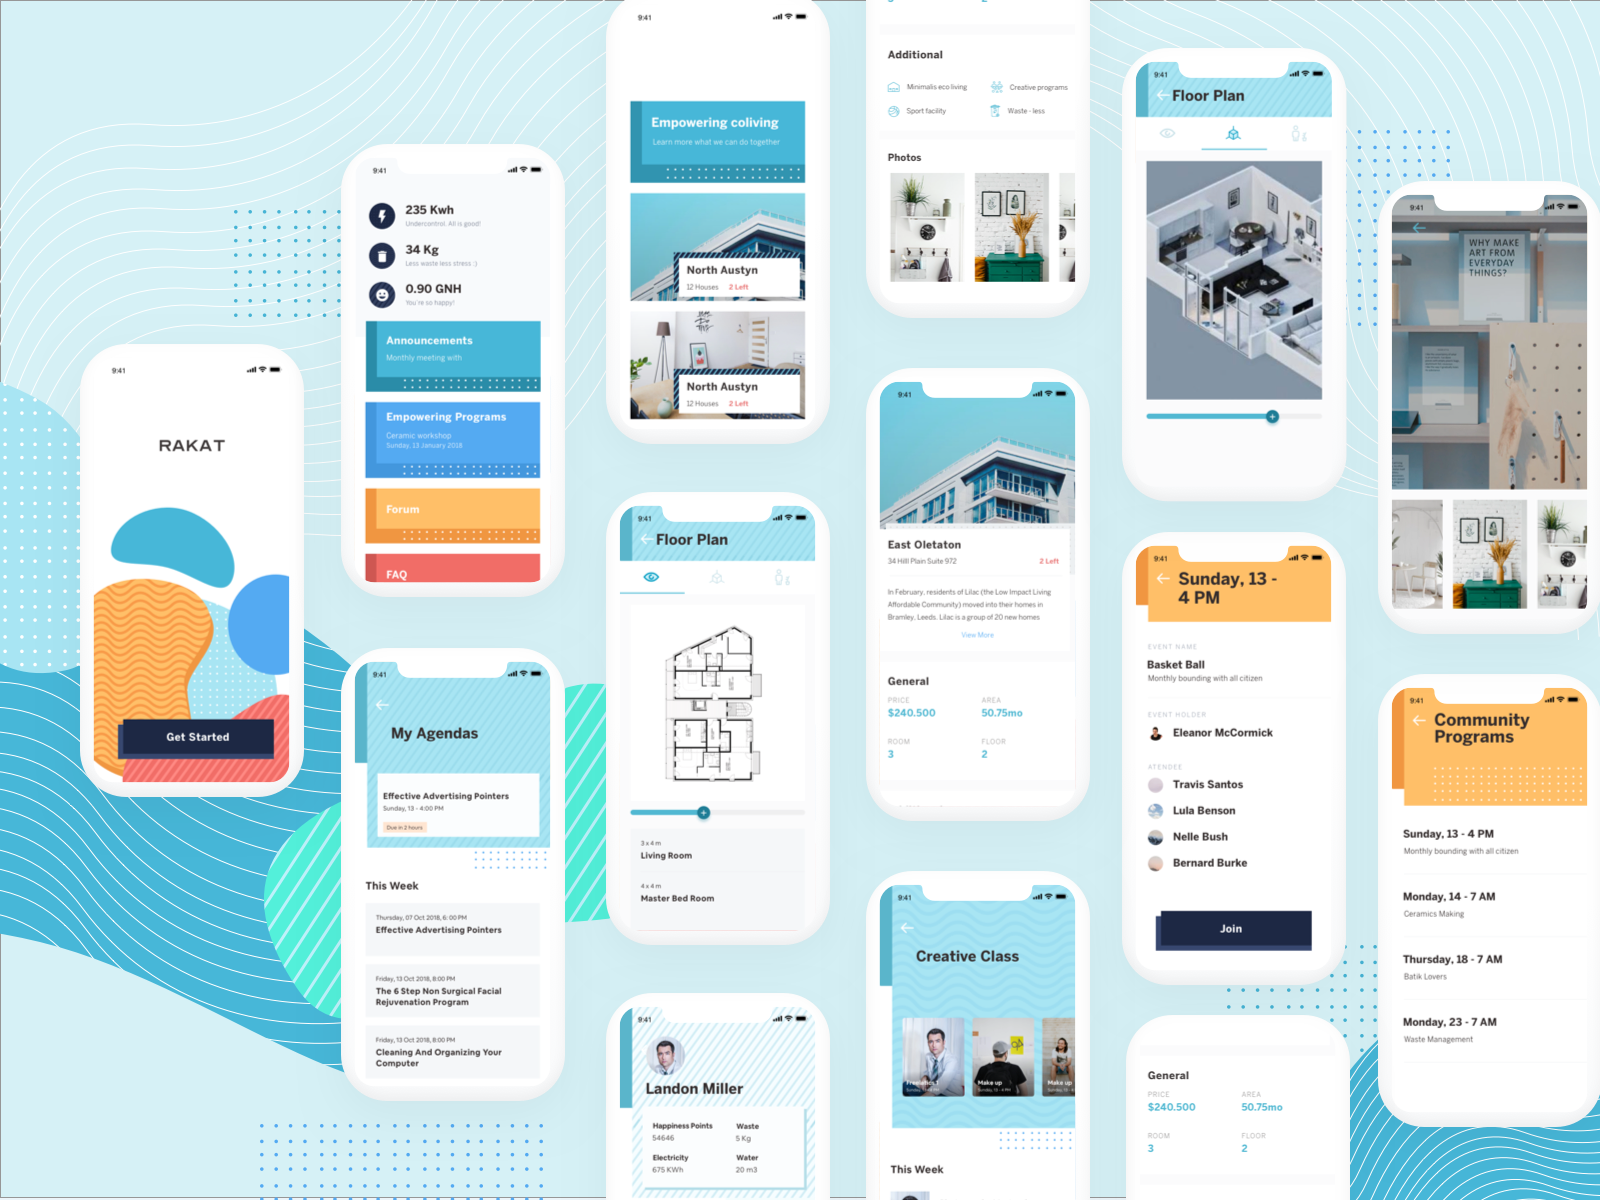 9:41
RAKAT
Get Started
9:41
235 Kwh
Undercontrol. All is good!
34 Kg
Less waste less stress :)
0.90 GNH
You're so happy!
Announcements
Monthly meeting with
Empowering Programs
Ceramic workshop
Sunday, 13 January 2018
Forum
FAQ
9:41
My Agendas
Effective Advertising Pointers
Sunday, 13 - 4:00 PM
Due in 2 hours
This Week
Thursday, 07 Oct 2018, 6:00 PM
Effective Advertising Pointers
Friday, 13 Oct 2018, 8:00 PM
The 6 Step Non Surgical Facial
Rejuvenation Program
Friday, 13 Oct 2018, 8:00 PM
Cleaning And Organizing Your
Computer
9:41
Empowering coliving
Learn more what we can do together
North Austyn
12 Houses 2 Left
North Austyn
12 Houses 2 Left
9:41
Floor Plan
3 x 4 m
Living Room
4 x 4 m
Master Bed Room
9:41
Landon Miller
Happiness Points Waste
54646 5 Kg
Electricity Water
675 KWh 20 m3
Additional
Minimalis eco living Creative programs
Sport facility Waste - less
Photos
9:41
East Oletaton
34 Hill Plain Suite 972 2 Left
In February, residents of Lilac (the Low Impact Living
Affordable Community) moved into their homes in
Bramley, Leeds. Lilac is a group of 20 new homes
View More
General
PRICE AREA
$240.500 50.75mo
ROOM FLOOR
3 2
9:41
Creative Class
Make up
Sunday, 13 - 4 PM
Make up
This Week
9:41
Floor Plan
9:41
Sunday, 13 -
4 PM
EVENT NAME
Basket Ball
Monthly bounding with all citizen
EVENT HOLDER
Eleanor McCormick
ATENDEE
Travis Santos
Lula Benson
Nelle Bush
Bernard Burke
Join
General
PRICE AREA
$240.500 50.75mo
ROOM FLOOR
3 2
9:41
WHY MAKE
ART FROM
EVERYDAY
THINGS?
9:41
Community
Programs
Sunday, 13 - 4 PM
Monthly bounding with all citizen
Monday, 14 - 7 AM
Ceramics Making
Thursday, 18 - 7 AM
Batik Lovers
Monday, 23 - 7 AM
Waste Management